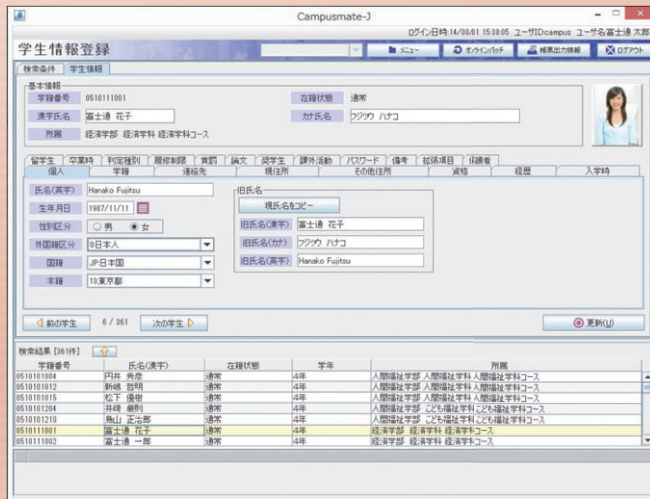 Campusmate-J
ログイン日時:14/08/01 15:38:05 ユーザIDcampus ユーザ名富士通 太郎
学生情報登録 メニュー オンラインバッチ 帳票出力情報 ログアウト
検索条件 学生情報
基本情報
学籍番号 0510111001 在籍状態 通常
漢字氏名 富士通 花子 カナ氏名 フジツウ ハナコ
所属 経済学部 経済学科 経済学科コース
留学生 卒業時 判定種別 履修制限 賞罰 論文 奨学生 課外活動 パスワード 備考 拡張項目 保護者
個人 学籍 連絡先 現住所 その他住所 資格 経歴 入学時
氏名(英字) Hanako Fujitsu
生年月日 1987/11/11
性別区分 男 女
外国籍区分 0日本人
国籍 JP日本国
本籍 13東京都
旧氏名
現氏名をコピー
旧氏名(漢字) 富士通 花子
旧氏名(カナ) フジツウ ハナコ
旧氏名(英字) Hanako Fujitsu
前の学生 6 / 361 次の学生 更新(U)
検索結果 [361件]
学籍番号 氏名(漢字) 在籍状態 学年 所属
0510101004 円井 秀彦 通常 4年 人間福祉学部 人間福祉学科 人間福祉学科コース
0510101012 新嶋 哲明 通常 4年 人間福祉学部 人間福祉学科 人間福祉学科コース
0510101015 松下 優樹 通常 4年 人間福祉学部 人間福祉学科 人間福祉学科コース
0510101204 井崎 厳則 通常 4年 人間福祉学部 こども福祉学科 こども福祉学科コース
0510101210 鳥山 正治郎 通常 4年 人間福祉学部 こども福祉学科 こども福祉学科コース
0510111001 富士通 花子 通常 4年 経済学部 経済学科 経済学科コース
0510111002 富士通 一郎 通常 4年 経済学部 経済学科 経済学科コース